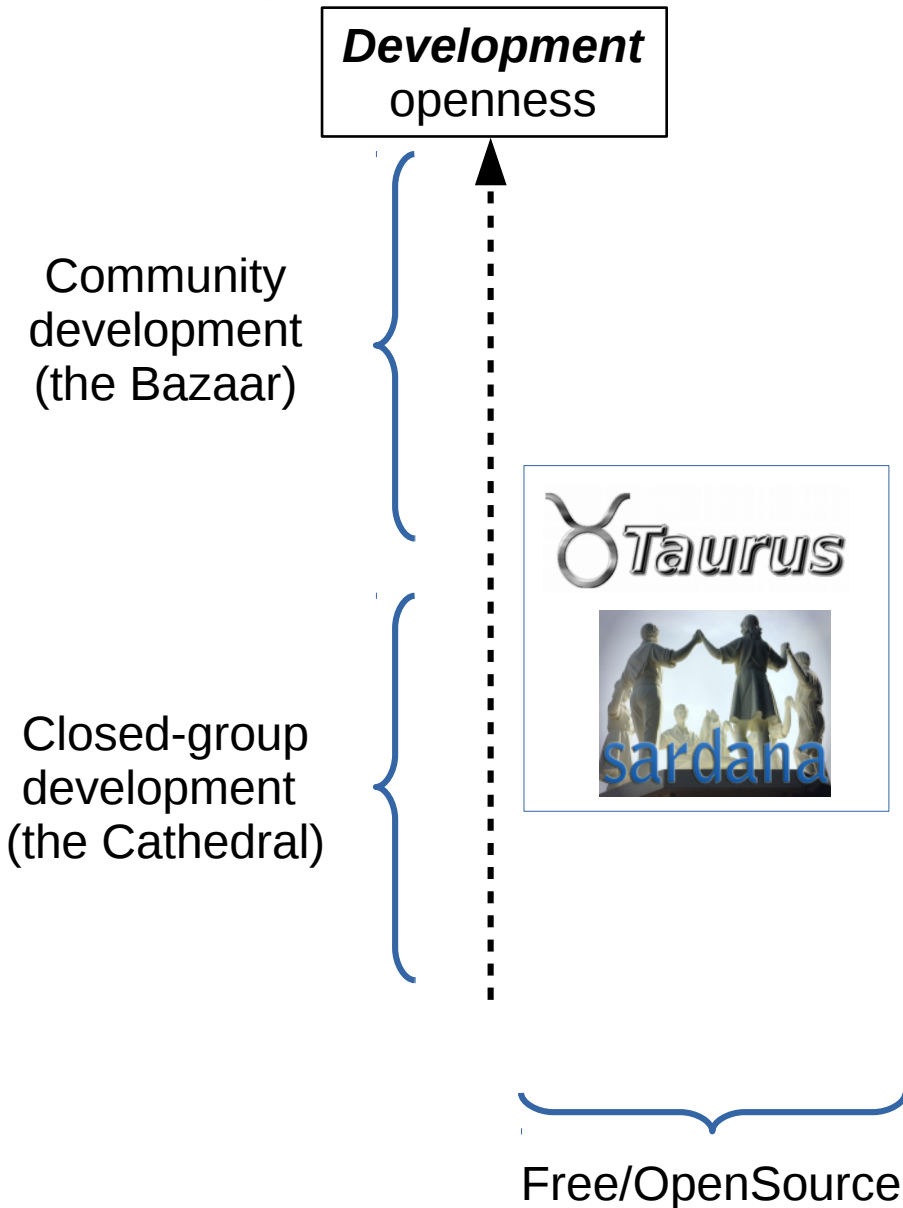 Development
openness
Community
development
(the Bazaar)
Taurus
sardana
Closed-group
development
(the Cathedral)
Free/OpenSource